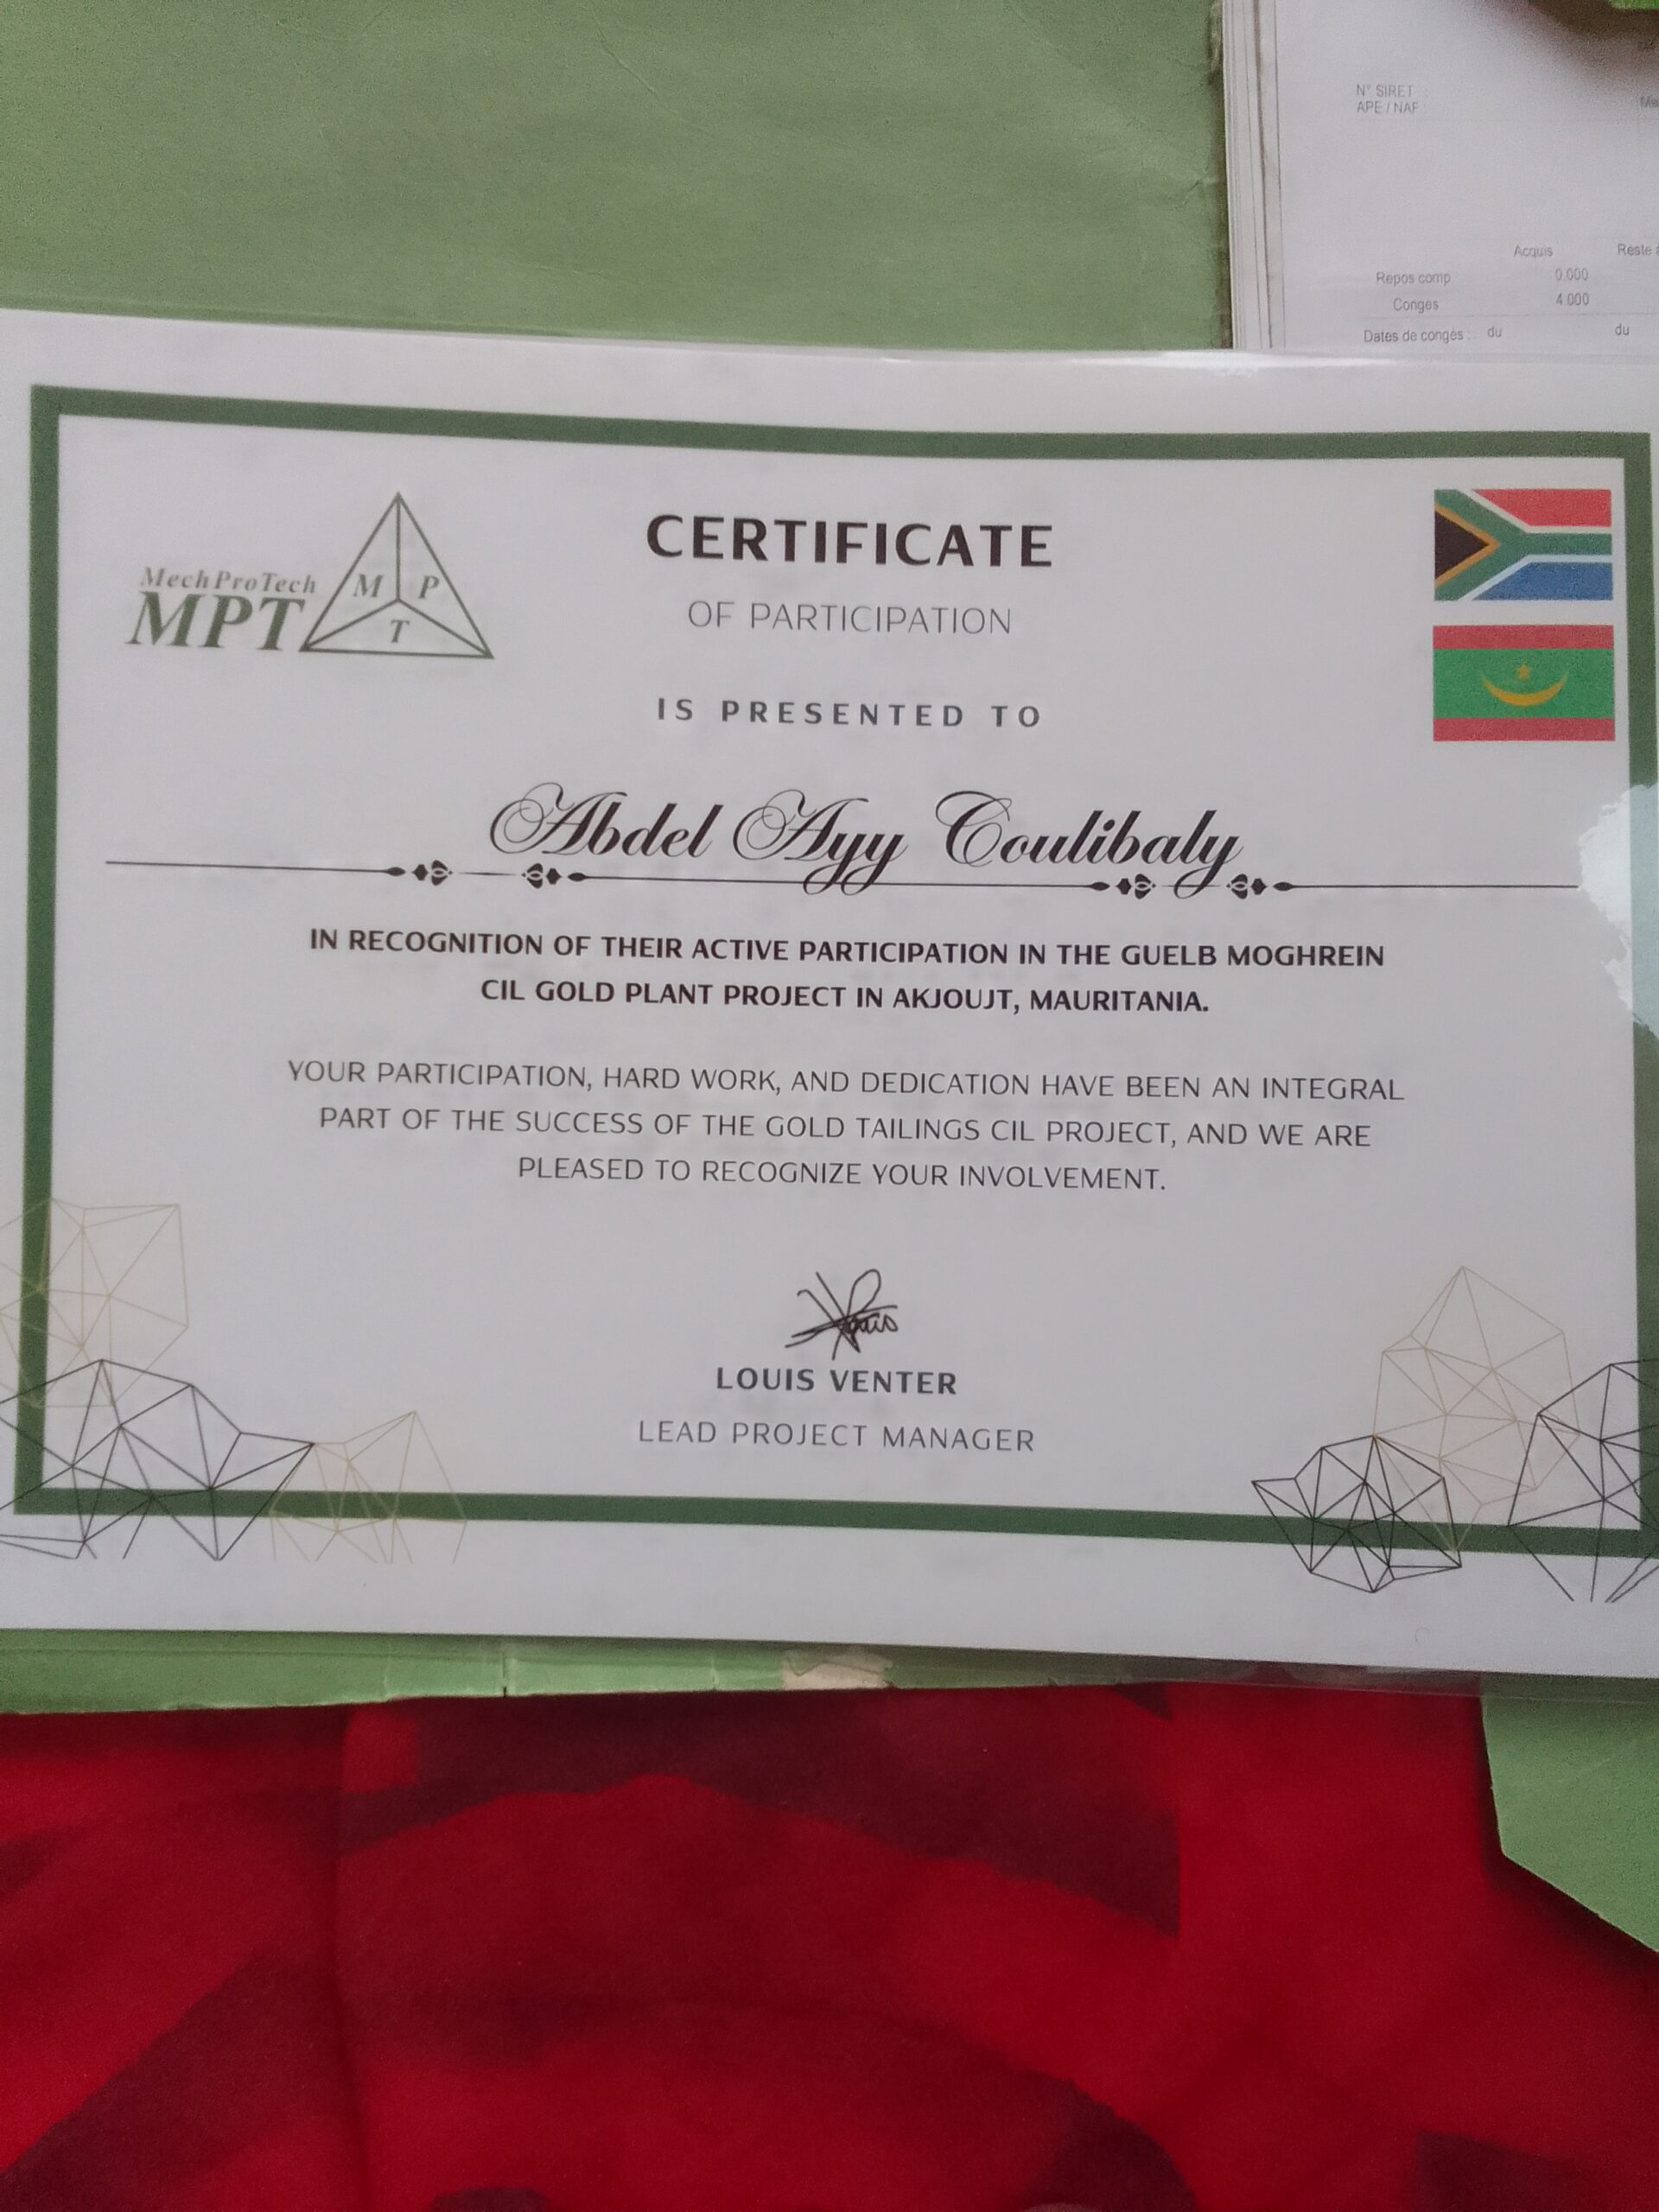 N° SIRET
APE / NAF
Acquis Reste
Repos comp 0.000
Conges 4.000
Dates de congés : du du
MechProTech
MPT
M P
T
CERTIFICATE
OF PARTICIPATION
IS PRESENTED TO
Abdel Ayy Coulibaly
IN RECOGNITION OF THEIR ACTIVE PARTICIPATION IN THE GUELB MOGHREIN
CIL GOLD PLANT PROJECT IN AKJOUJT, MAURITANIA.
YOUR PARTICIPATION, HARD WORK, AND DEDICATION HAVE BEEN AN INTEGRAL
PART OF THE SUCCESS OF THE GOLD TAILINGS CIL PROJECT, AND WE ARE
PLEASED TO RECOGNIZE YOUR INVOLVEMENT.
LOUIS VENTER
LEAD PROJECT MANAGER